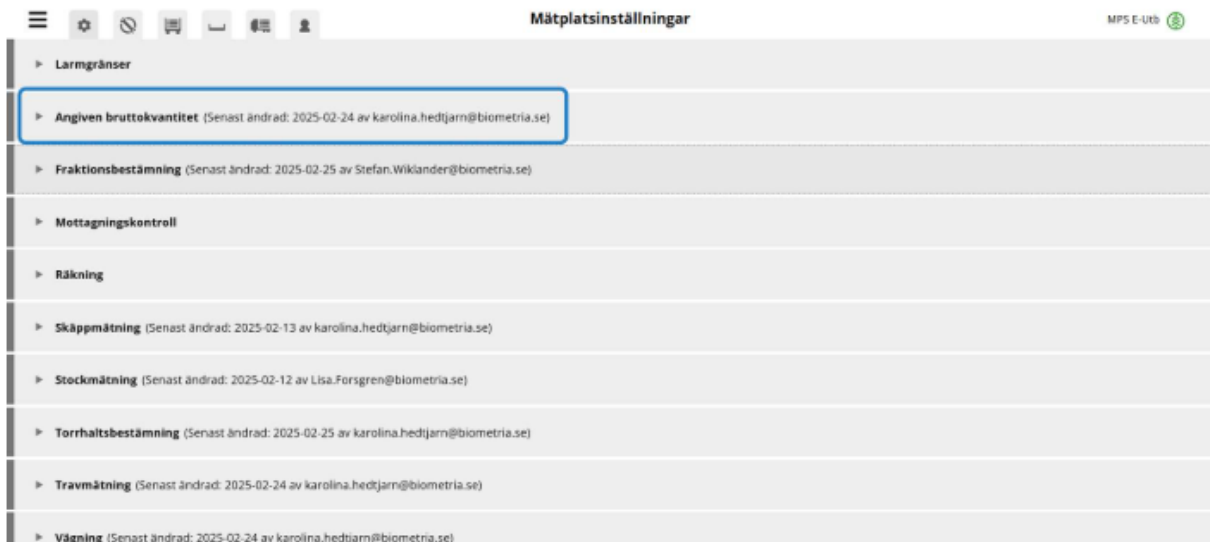 Mätplatsinställningar
MPS E-Utb
Larmgränser
Angiven bruttokvantitet (Senast ändrad: 2025-02-24 av karolina.hedtjarn@biometria.se)
Fraktionsbestämning (Senast ändrad: 2025-02-25 av Stefan.Wiklander@biometria.se)
Mottagningskontroll
Räkning
Skäppmätning (Senast ändrad: 2025-02-13 av karolina.hedtjarn@biometria.se)
Stockmätning (Senast ändrad: 2025-02-12 av Lisa.Forsgren@biometria.se)
Torrhaltsbestämning (Senast ändrad: 2025-02-25 av karolina.hedtjarn@biometria.se)
Travmätning (Senast ändrad: 2025-02-24 av karolina.hedtjarn@biometria.se)
Vägning (Senast ändrad: 2025-02-24 av karolina.hedtjarn@biometria.se)